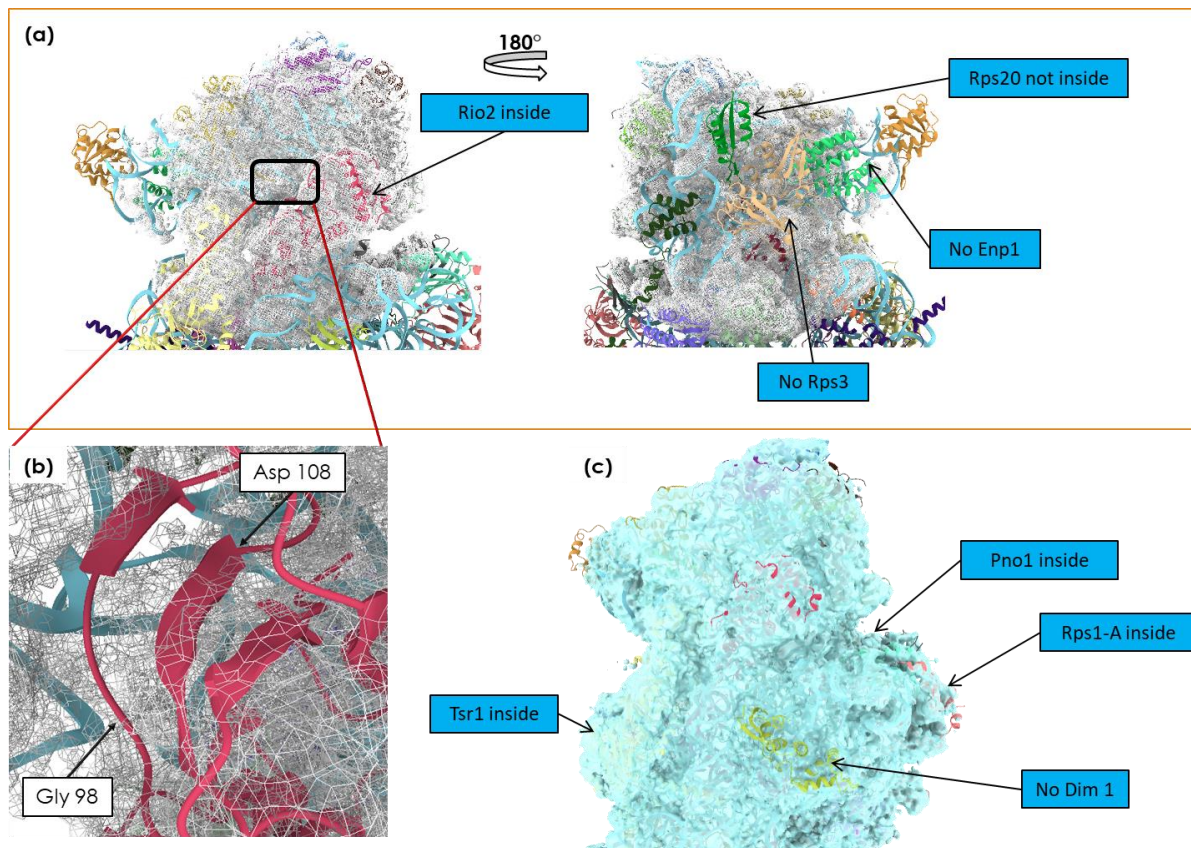 (a)
180°
Rio2 inside
Rps20 not inside
No Enp1
No Rps3
(b)
Asp 108
Gly 98
(c)
Pno1 inside
Rps1-A inside
Tsr1 inside
No Dim 1